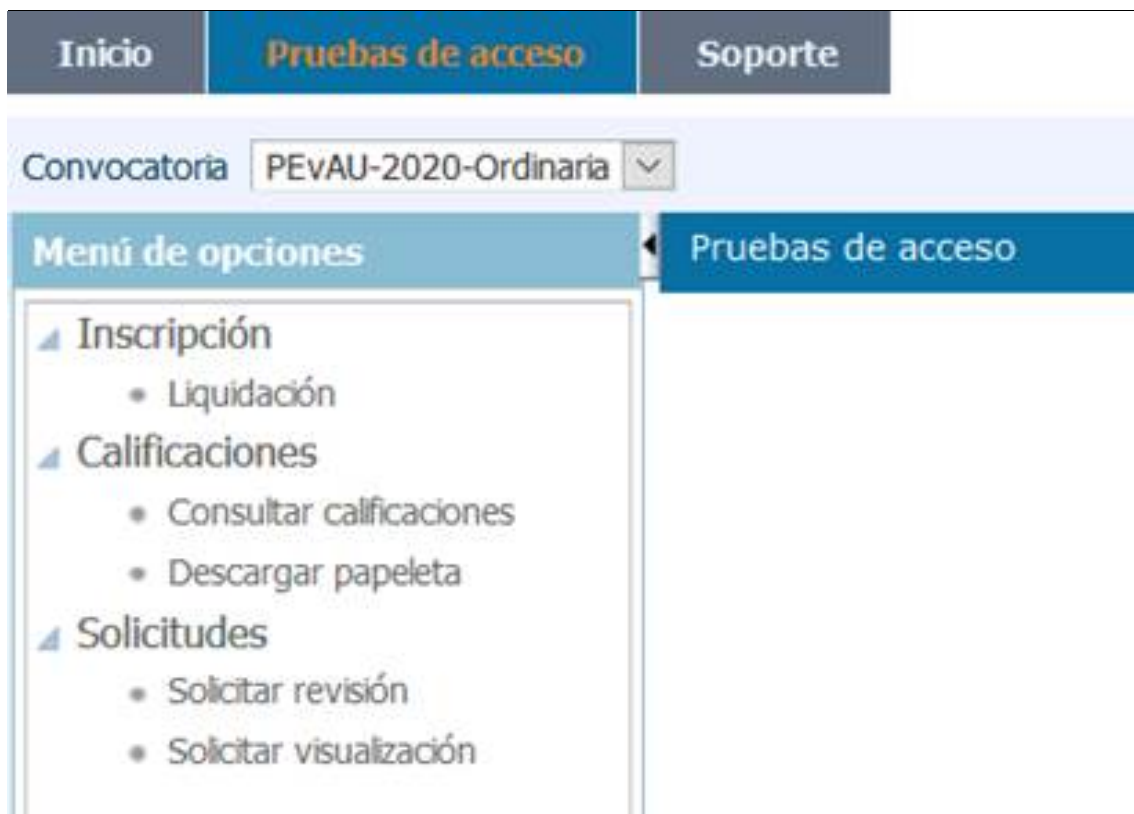 Inicio Pruebas de acceso Soporte
Convocatoria PEvAU-2020-Ordinaria
Menú de opciones
Pruebas de acceso
Inscripción
Liquidación
Calificaciones
Consultar calificaciones
Descargar papeleta
Solicitudes
Solicitar revisión
Solicitar visualización